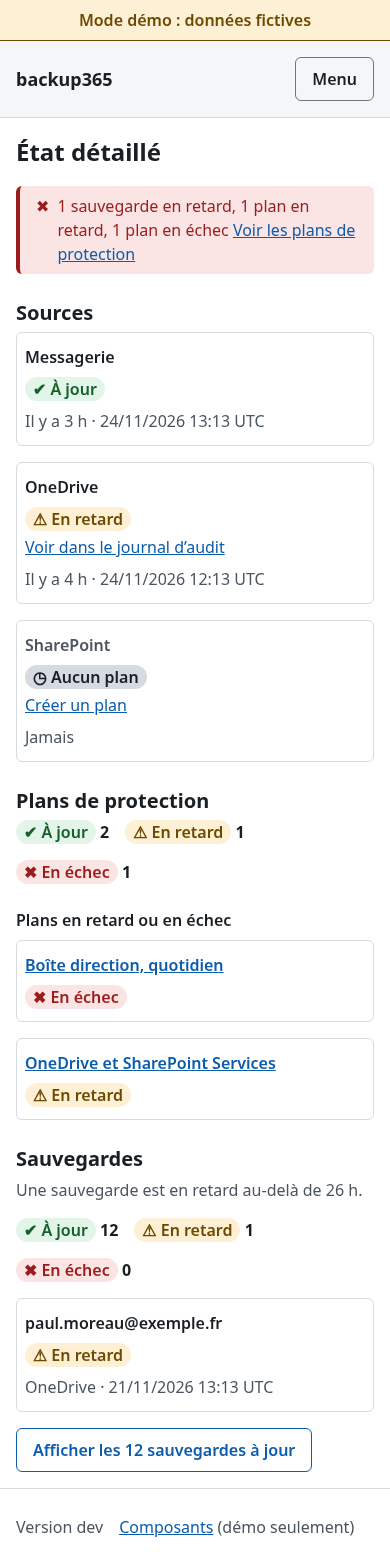 Mode démo : données fictives
backup365
Menu
État détaillé
✖ 1 sauvegarde en retard, 1 plan en
retard, 1 plan en échec Voir les plans de
protection
Sources
Messagerie
✔ À jour
Il y a 3 h · 24/11/2026 13:13 UTC
OneDrive
⚠ En retard
Voir dans le journal d’audit
Il y a 4 h · 24/11/2026 12:13 UTC
SharePoint
◷ Aucun plan
Créer un plan
Jamais
Plans de protection
✔ À jour 2 ⚠ En retard 1
✖ En échec 1
Plans en retard ou en échec
Boîte direction, quotidien
✖ En échec
OneDrive et SharePoint Services
⚠ En retard
Sauvegardes
Une sauvegarde est en retard au-delà de 26 h.
✔ À jour 12 ⚠ En retard 1
✖ En échec 0
paul.moreau@exemple.fr
⚠ En retard
OneDrive · 21/11/2026 13:13 UTC
Afficher les 12 sauvegardes à jour
Version dev Composants (démo seulement)